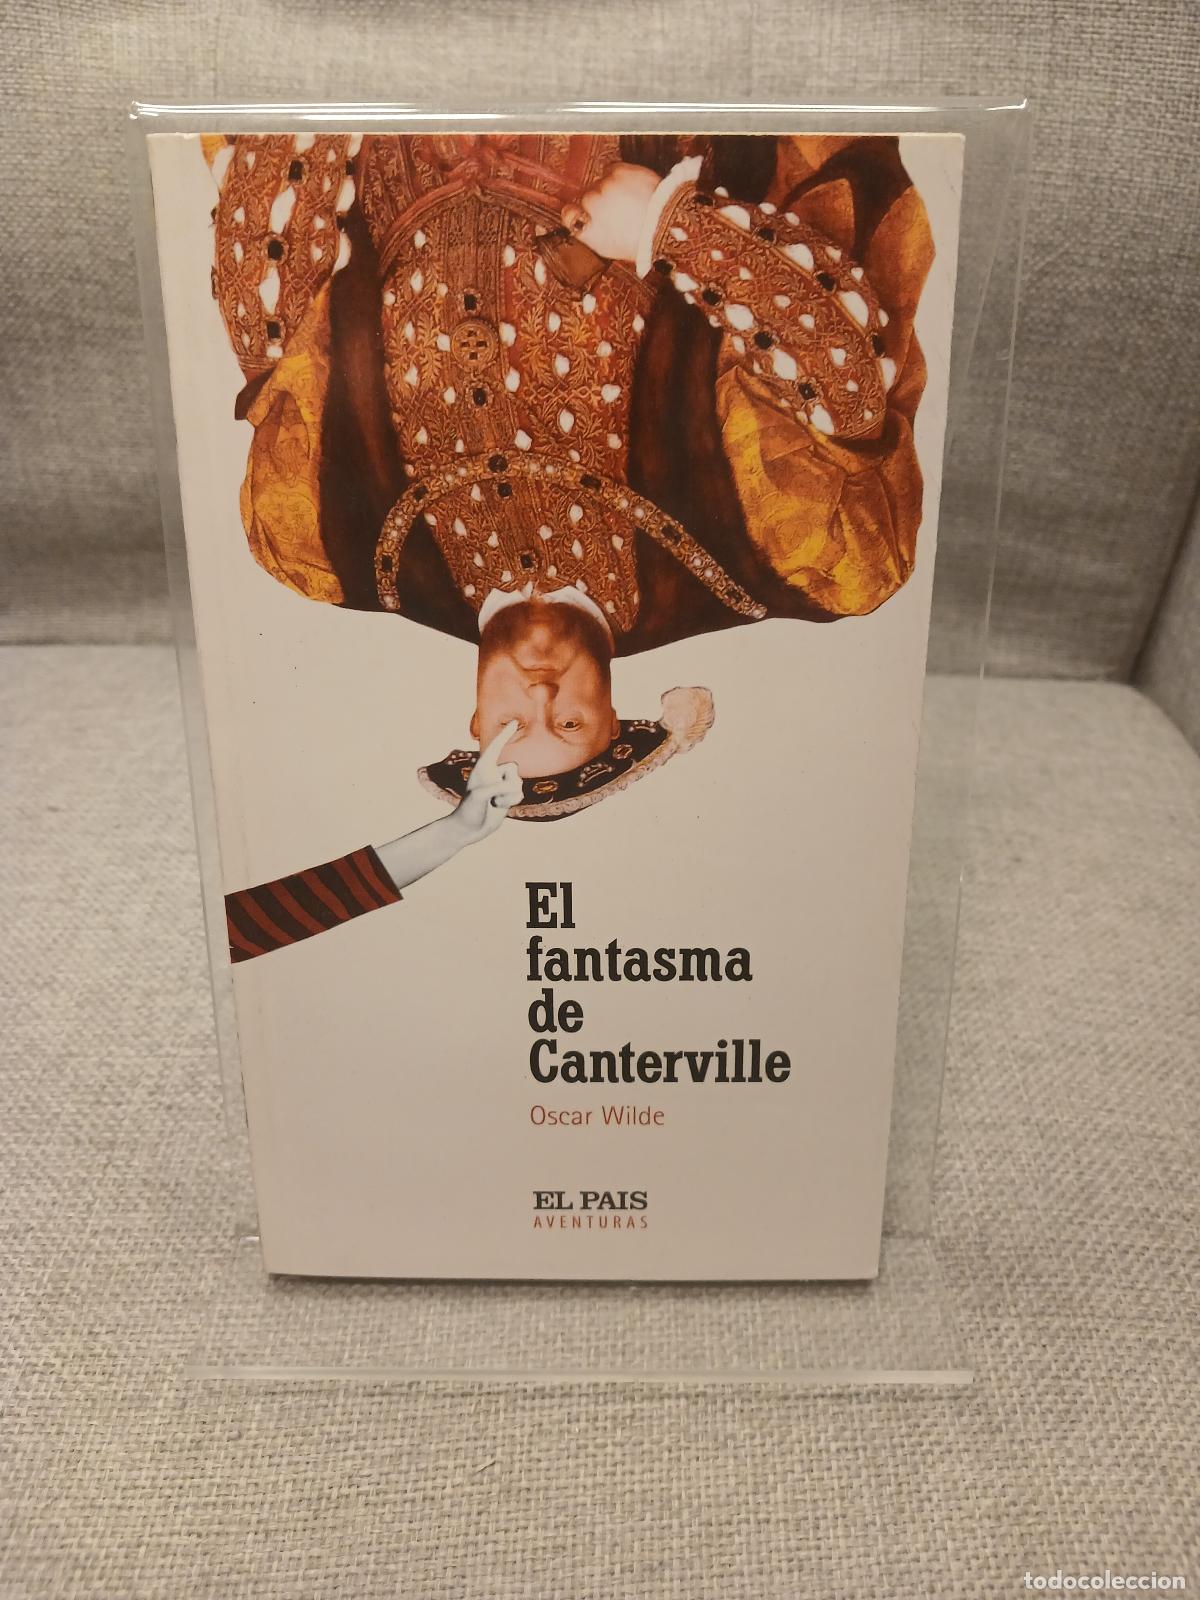 El
fantasma
de
Canterville
Oscar Wilde
EL PAIS
AVENTURAS
todocoleccion